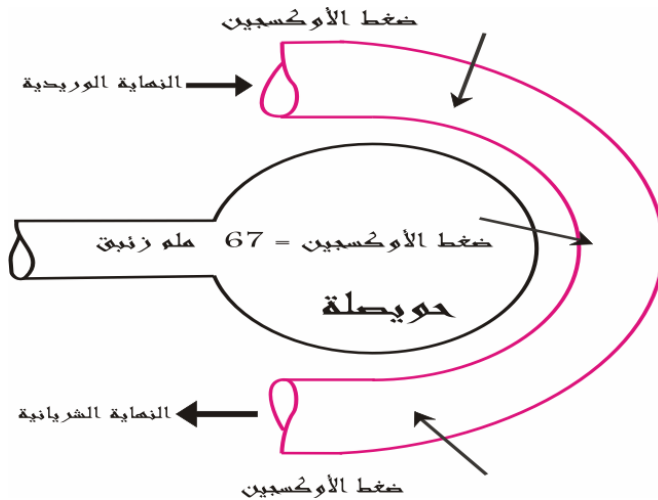 ضغط الأوكسجين
النهاية الوريدية
ضغط الأوكسجين = 67 ملم زئبق
حويصلة
النهاية الشريانية
ضغط الأوكسجين